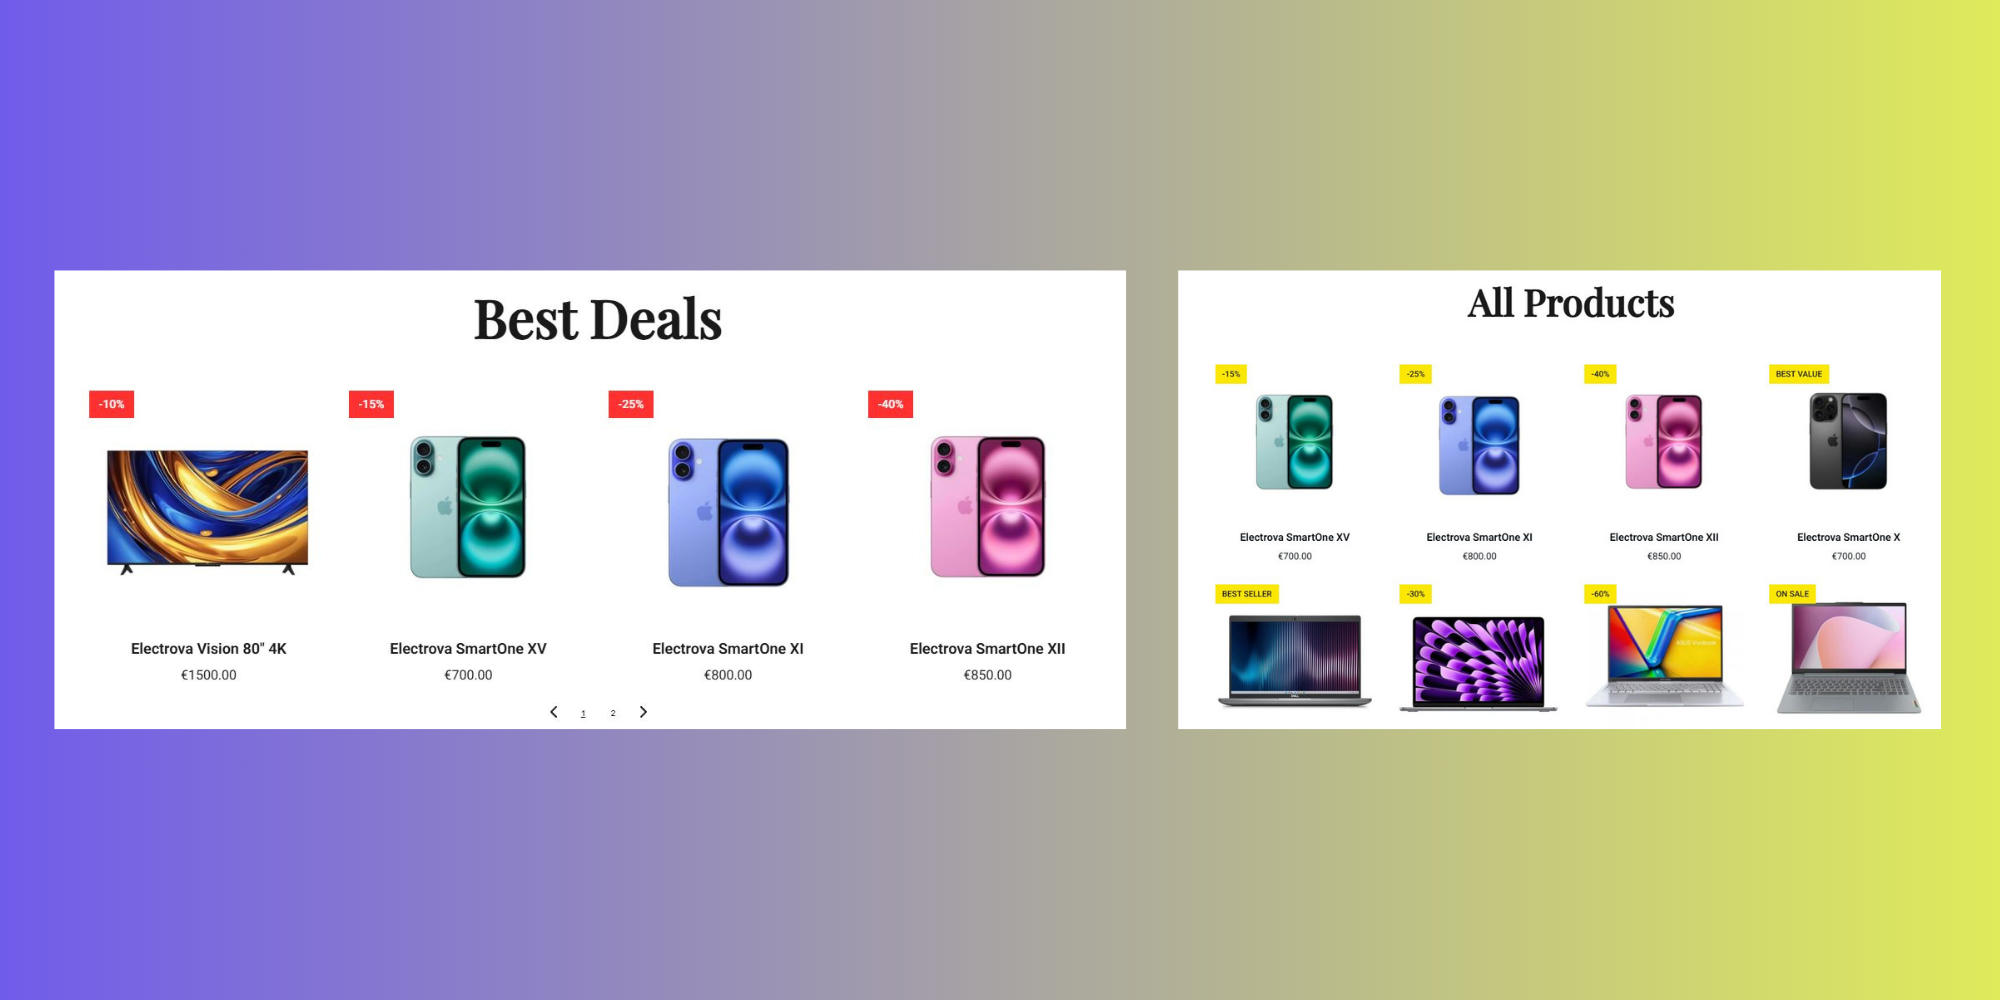 Best Deals
-10%
-15%
-25%
-40%
Electrova Vision 80" 4K
Electrova SmartOne XV
Electrova SmartOne XI
Electrova SmartOne XII
€1500.00
€700.00
€800.00
€850.00
1
2
All Products
-15%
-25%
-40%
BEST VALUE
Electrova SmartOne XV
Electrova SmartOne XI
Electrova SmartOne XII
Electrova SmartOne X
€700.00
€800.00
€850.00
€700.00
BEST SELLER
-30%
-60%
ON SALE
DELL